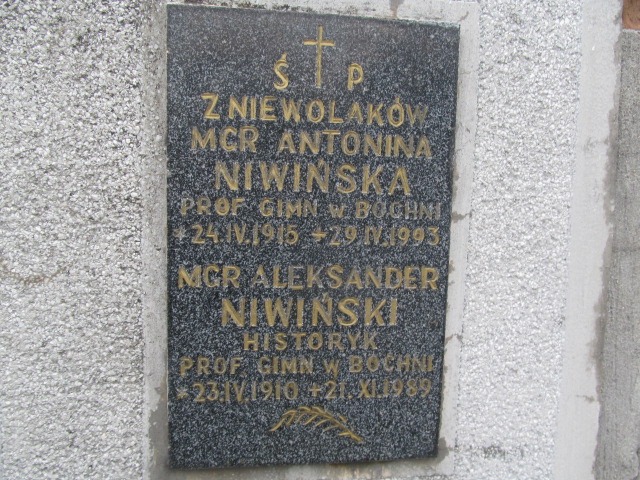 Ś P
Z NIEWOLAKÓW
MGR ANTONINA
NIWIŃSKA
PROF GIMN W BOCHNI
*24.IV.1915 +29.IV.1993
MGR ALEKSANDER
NIWIŃSKI
HISTORYK
PROF GIMN W BOCHNI
*23.IV.1910 +21.XI.1989